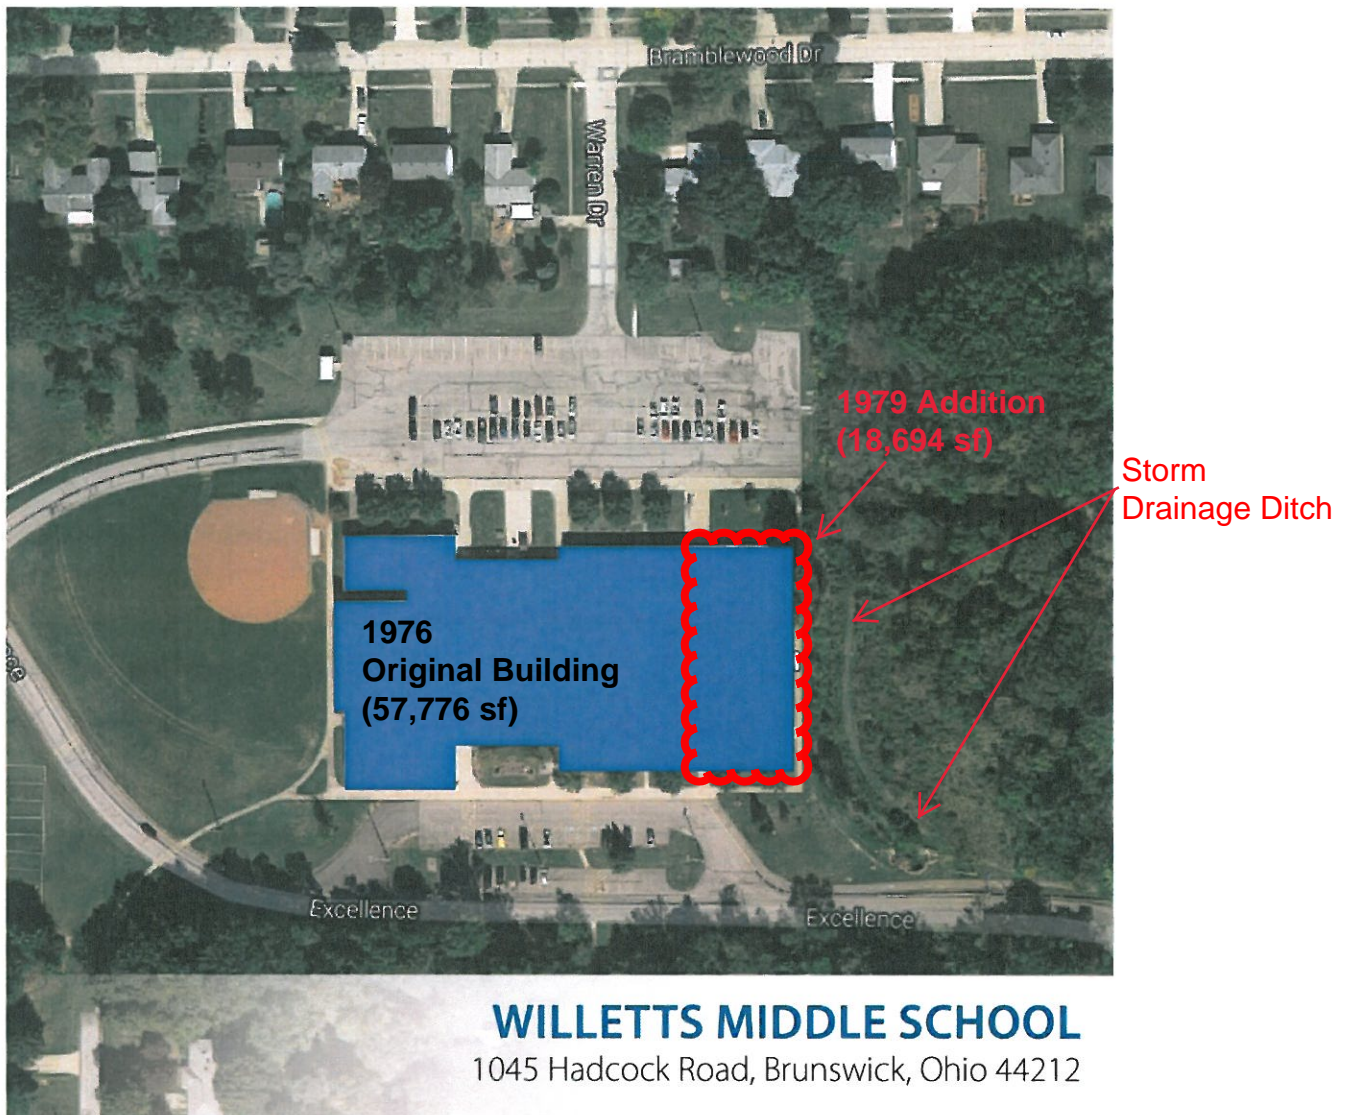 Bramblewood Dr
Warren Dr
1979 Addition
(18,694 sf)
Storm
Drainage Ditch
1976
Original Building
(57,776 sf)
Excellence
Excellence
WILLETTS MIDDLE SCHOOL
1045 Hadcock Road, Brunswick, Ohio 44212